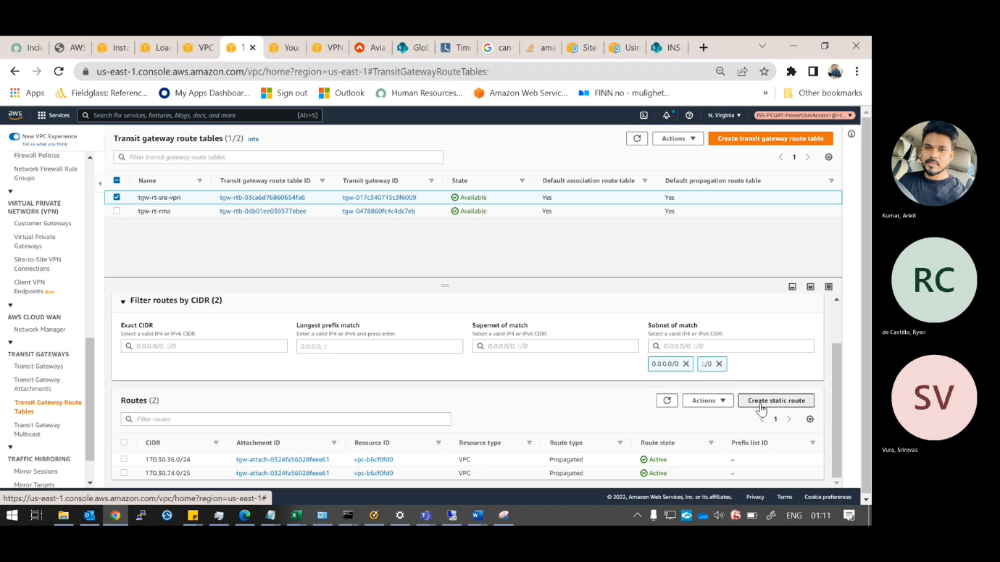 Inci
AWS
Insta
Load
VPC
T
Your
VPN
Avia
Glob
Time
can
ama
Site
Usin
INS-
us-east-1.console.aws.amazon.com/vpc/home?region=us-east-1#TransitGatewayRouteTables:
Apps
Fieldglass: Referenc...
My Apps Dashboar...
Sign out
Outlook
Human Resources...
Amazon Web Servic...
FINN.no - mulighet...
»
Other bookmarks
aws
Services
Search for services, features, blogs, docs, and more
[Alt+S]
N. Virginia
ISS-PCUAT-PowerUserAccess+@+i...
New VPC Experience
Tell us what you think
Firewall Policies
Network Firewall Rule
Groups
VIRTUAL PRIVATE
NETWORK (VPN)
Customer Gateways
Virtual Private
Gateways
Site-to-Site VPN
Connections
Client VPN
Endpoints New
AWS CLOUD WAN
Network Manager
TRANSIT GATEWAYS
Transit Gateways
Transit Gateway
Attachments
Transit Gateway Route
Tables
Transit Gateway
Multicast
TRAFFIC MIRRORING
Mirror Sessions
Mirror Targets
Transit gateway route tables (1/2) Info
Actions
Create transit gateway route table
Filter transit gateway route tables
1
Name
Transit gateway route table ID
Transit gateway ID
State
Default association route table
Default propagation route table
tgw-rt-sre-vpn
tgw-rtb-03ca6d76860654fa6
tgw-017c340715c3f6009
Available
Yes
Yes
tgw-rt-rma
tgw-rtb-0db01ee039577ebee
tgw-0478860fc4c4dc7eb
Available
Yes
Yes
Filter routes by CIDR (2)
Exact CIDR
Select a valid IP4 or IPv6 CIDR.
0.0.0.0/0, ::/0
Longest prefix match
Enter a valid IP4 or IPv6 and press enter.
0.0.0.0, ::
Supernet of match
Select a valid IP4 or IPv6 CIDR.
0.0.0.0/0, ::/0
Subnet of match
Select a valid IP4 or IPv6 CIDR.
0.0.0.0/0, ::/0
0.0.0.0/0
::/0
Routes (2)
Actions
Create static route
Filter routes
1
CIDR
Attachment ID
Resource ID
Resource type
Route type
Route state
Prefix list ID
170.30.36.0/24
tgw-attach-0324fa56028feee61
vpc-b6cf0fd0
VPC
Propagated
Active
–
170.30.74.0/25
tgw-attach-0324fa56028feee61
vpc-b6cf0fd0
VPC
Propagated
Active
–
https://us-east-1.console.aws.amazon.com/vpc/home?region=us-east-1#
© 2022, Amazon Web Services, Inc. or its affiliates.
Privacy
Terms
Cookie preferences
ENG
01:11
Kumar, Ankit
RC
de Castillo, Ryan
SV
Vura, Srinivas